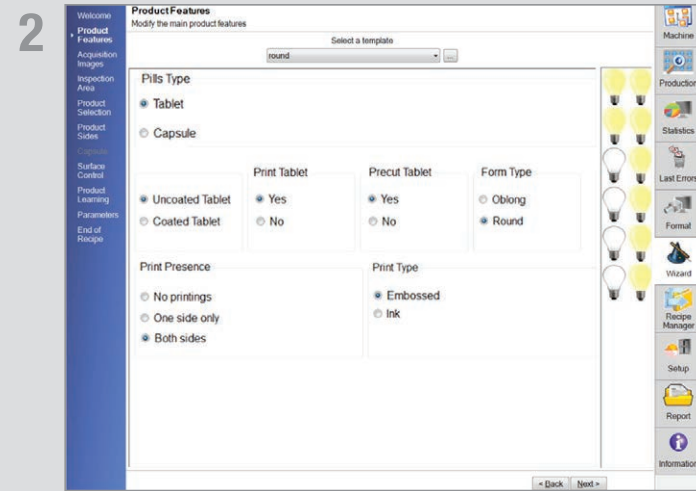 2
Welcome
Product
Features
Acquisition
Images
Inspection
Area
Product
Selection
Product
Sides
Capsule
Surface
Control
Product
Learning
Parameters
End of
Recipe
Product Features
Modify the main product features
Select a template
round
...
Pills Type
Tablet
Capsule
Uncoated Tablet
Coated Tablet
Print Tablet
Yes
No
Precut Tablet
Yes
No
Form Type
Oblong
Round
Print Presence
No printings
One side only
Both sides
Print Type
Embossed
Ink
< Back
Next >
Machine
Production
Statistics
Last Errors
Format
Wizard
Recipe
Manager
Setup
Report
Information